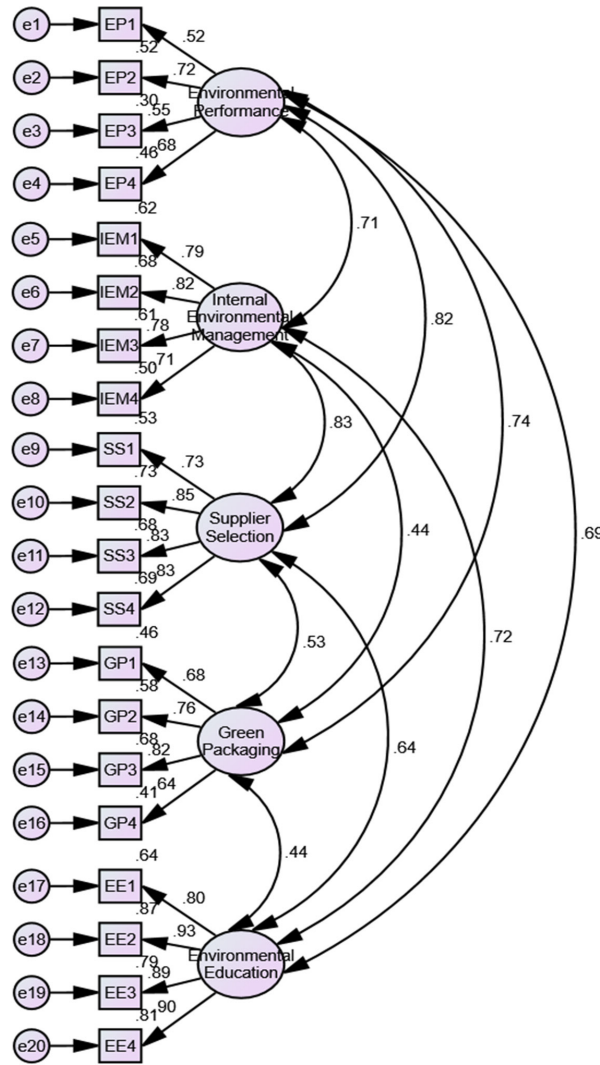 e1
EP1
.52
.52
e2
EP2
.72
Environmental
Performance
.30
.55
e3
EP3
.46
.68
e4
EP4
.62
.71
e5
IEM1
.79
.68
e6
IEM2
.82
Internal
Environmental
Management
.61
.78
.82
e7
IEM3
.50
.71
e8
IEM4
.53
.83
.74
e9
SS1
.73
.73
e10
SS2
.85
Supplier
Selection
.68
.83
.44
.69
e11
SS3
.69
.83
e12
SS4
.46
.53
.72
e13
GP1
.68
.58
e14
GP2
.76
Green
Packaging
.68
.82
.64
e15
GP3
.41
.64
e16
GP4
.64
.44
e17
EE1
.80
.87
e18
EE2
.93
Environmental
Education
.79
.89
e19
EE3
.81
.90
e20
EE4